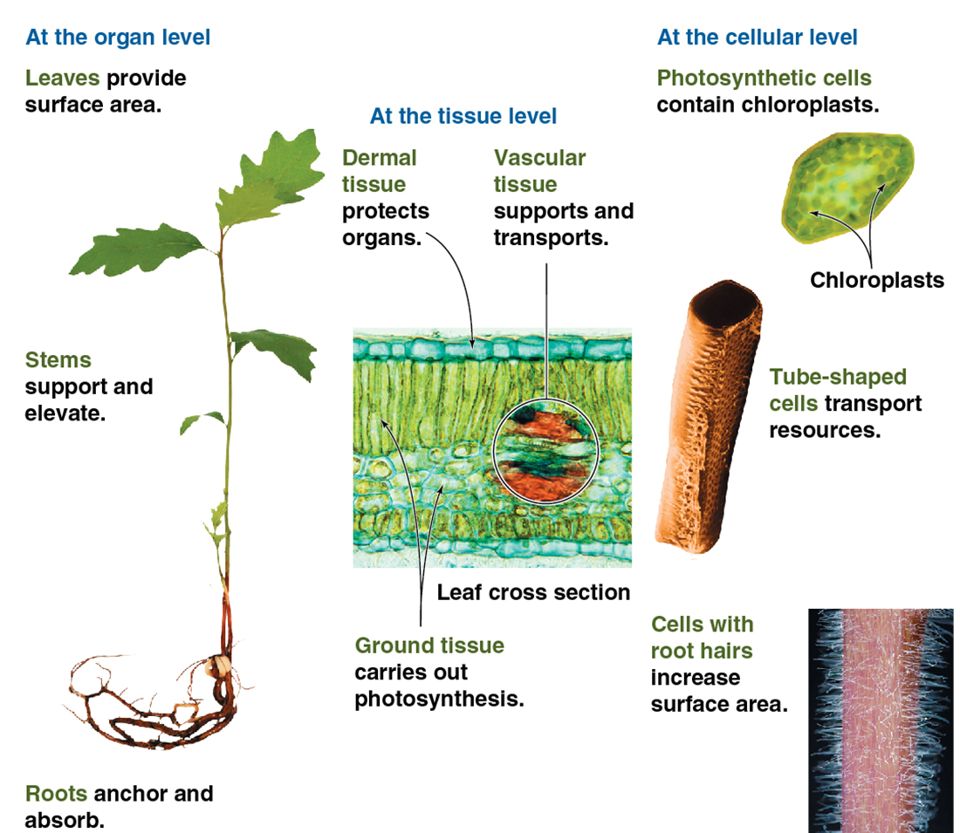 At the organ level
Leaves provide
surface area.
Stems
support and
elevate.
Roots anchor and
absorb.
At the tissue level
Dermal
tissue
protects
organs.
Vascular
tissue
supports and
transports.
Leaf cross section
Ground tissue
carries out
photosynthesis.
At the cellular level
Photosynthetic cells
contain chloroplasts.
Chloroplasts
Tube-shaped
cells transport
resources.
Cells with
root hairs
increase
surface area.